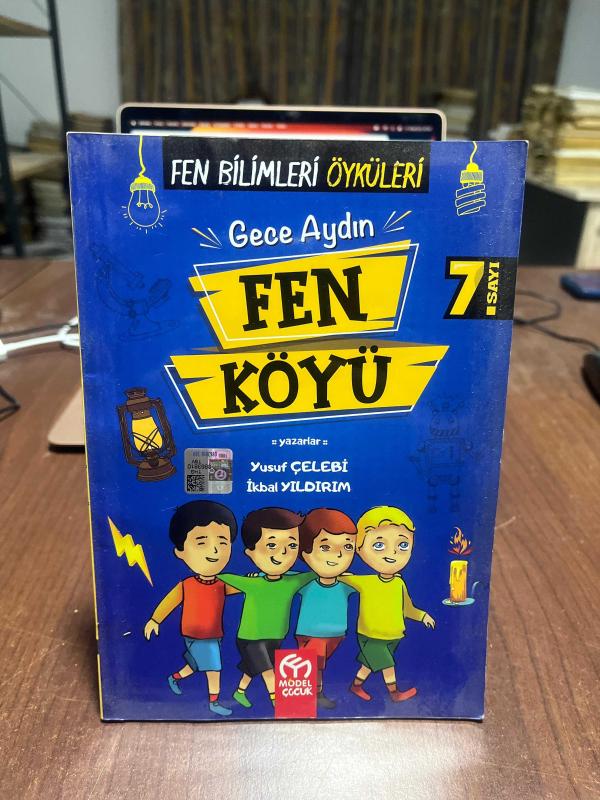 FEN BİLİMLERİ ÖYKÜLERİ
Gece Aydın
FEN
KÖYÜ
7. SAYI
:: yazarlar ::
Yusuf ÇELEBİ
İkbal YILDIRIM
MODEL
ÇOCUK